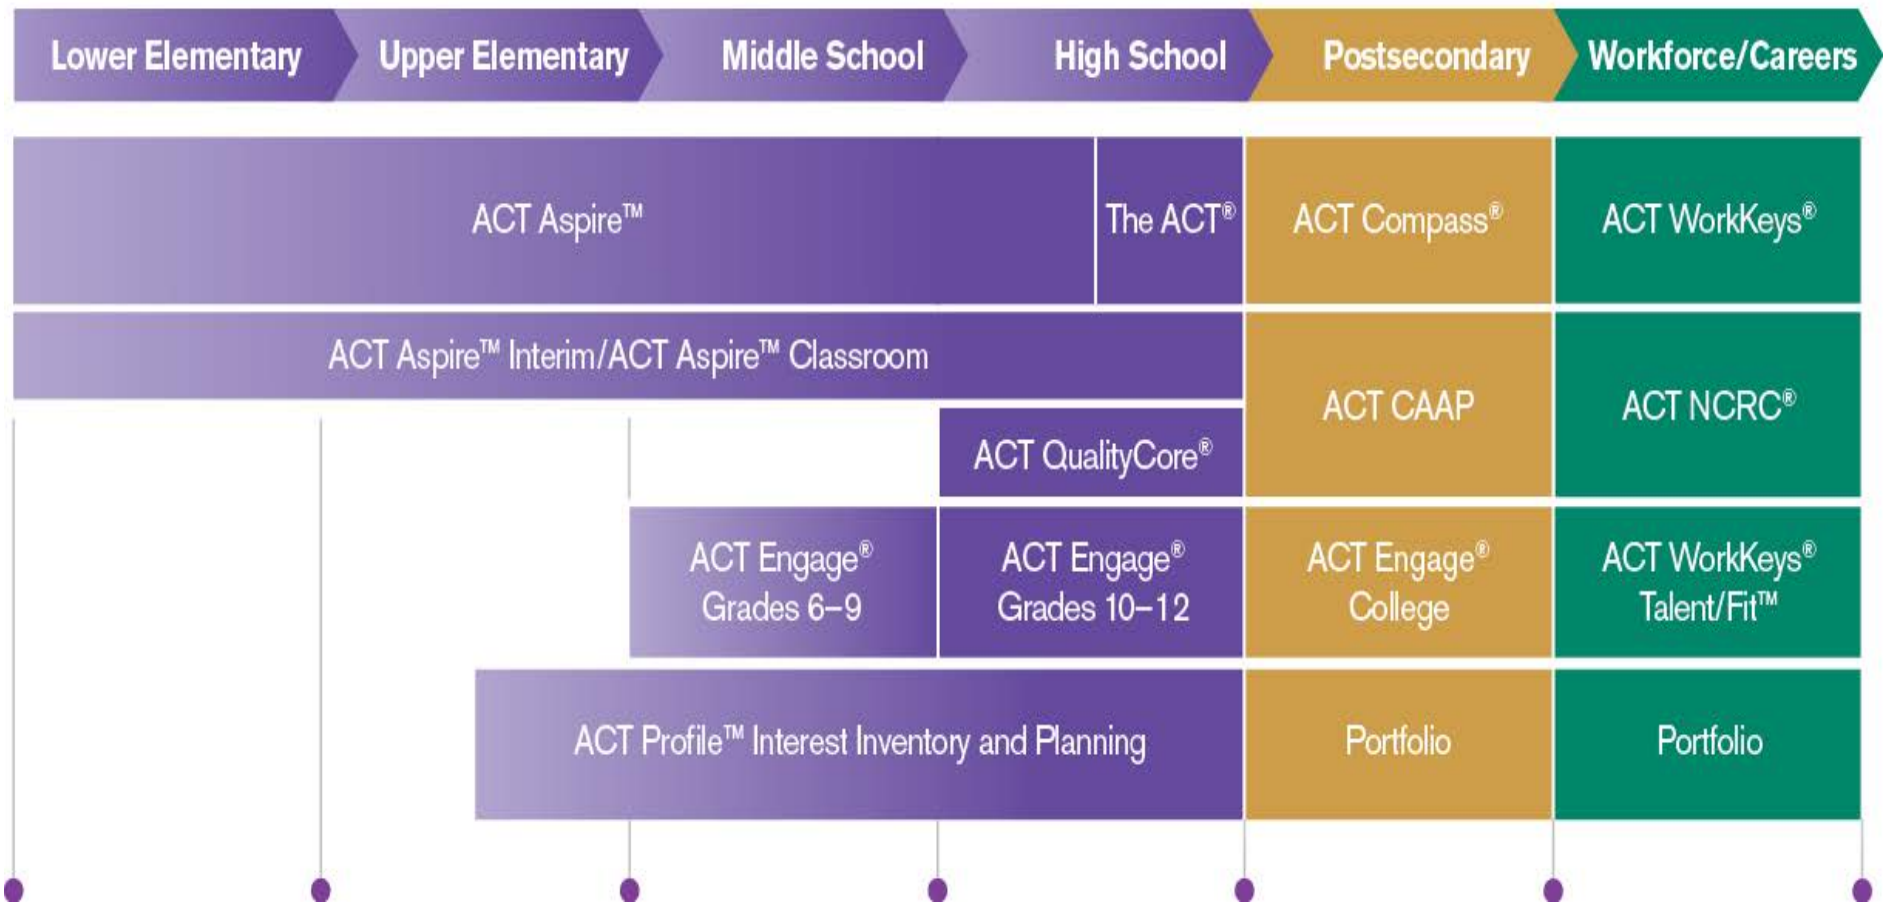 Lower Elementary
Upper Elementary
Middle School
High School
Postsecondary
Workforce/Careers
ACT Aspire™
The ACT®
ACT Compass®
ACT WorkKeys®
ACT Aspire™ Interim/ACT Aspire™ Classroom
ACT CAAP
ACT NCRC®
ACT QualityCore®
ACT Engage®
Grades 6–9
ACT Engage®
Grades 10–12
ACT Engage®
College
ACT WorkKeys®
Talent/Fit™
ACT Profile™ Interest Inventory and Planning
Portfolio
Portfolio